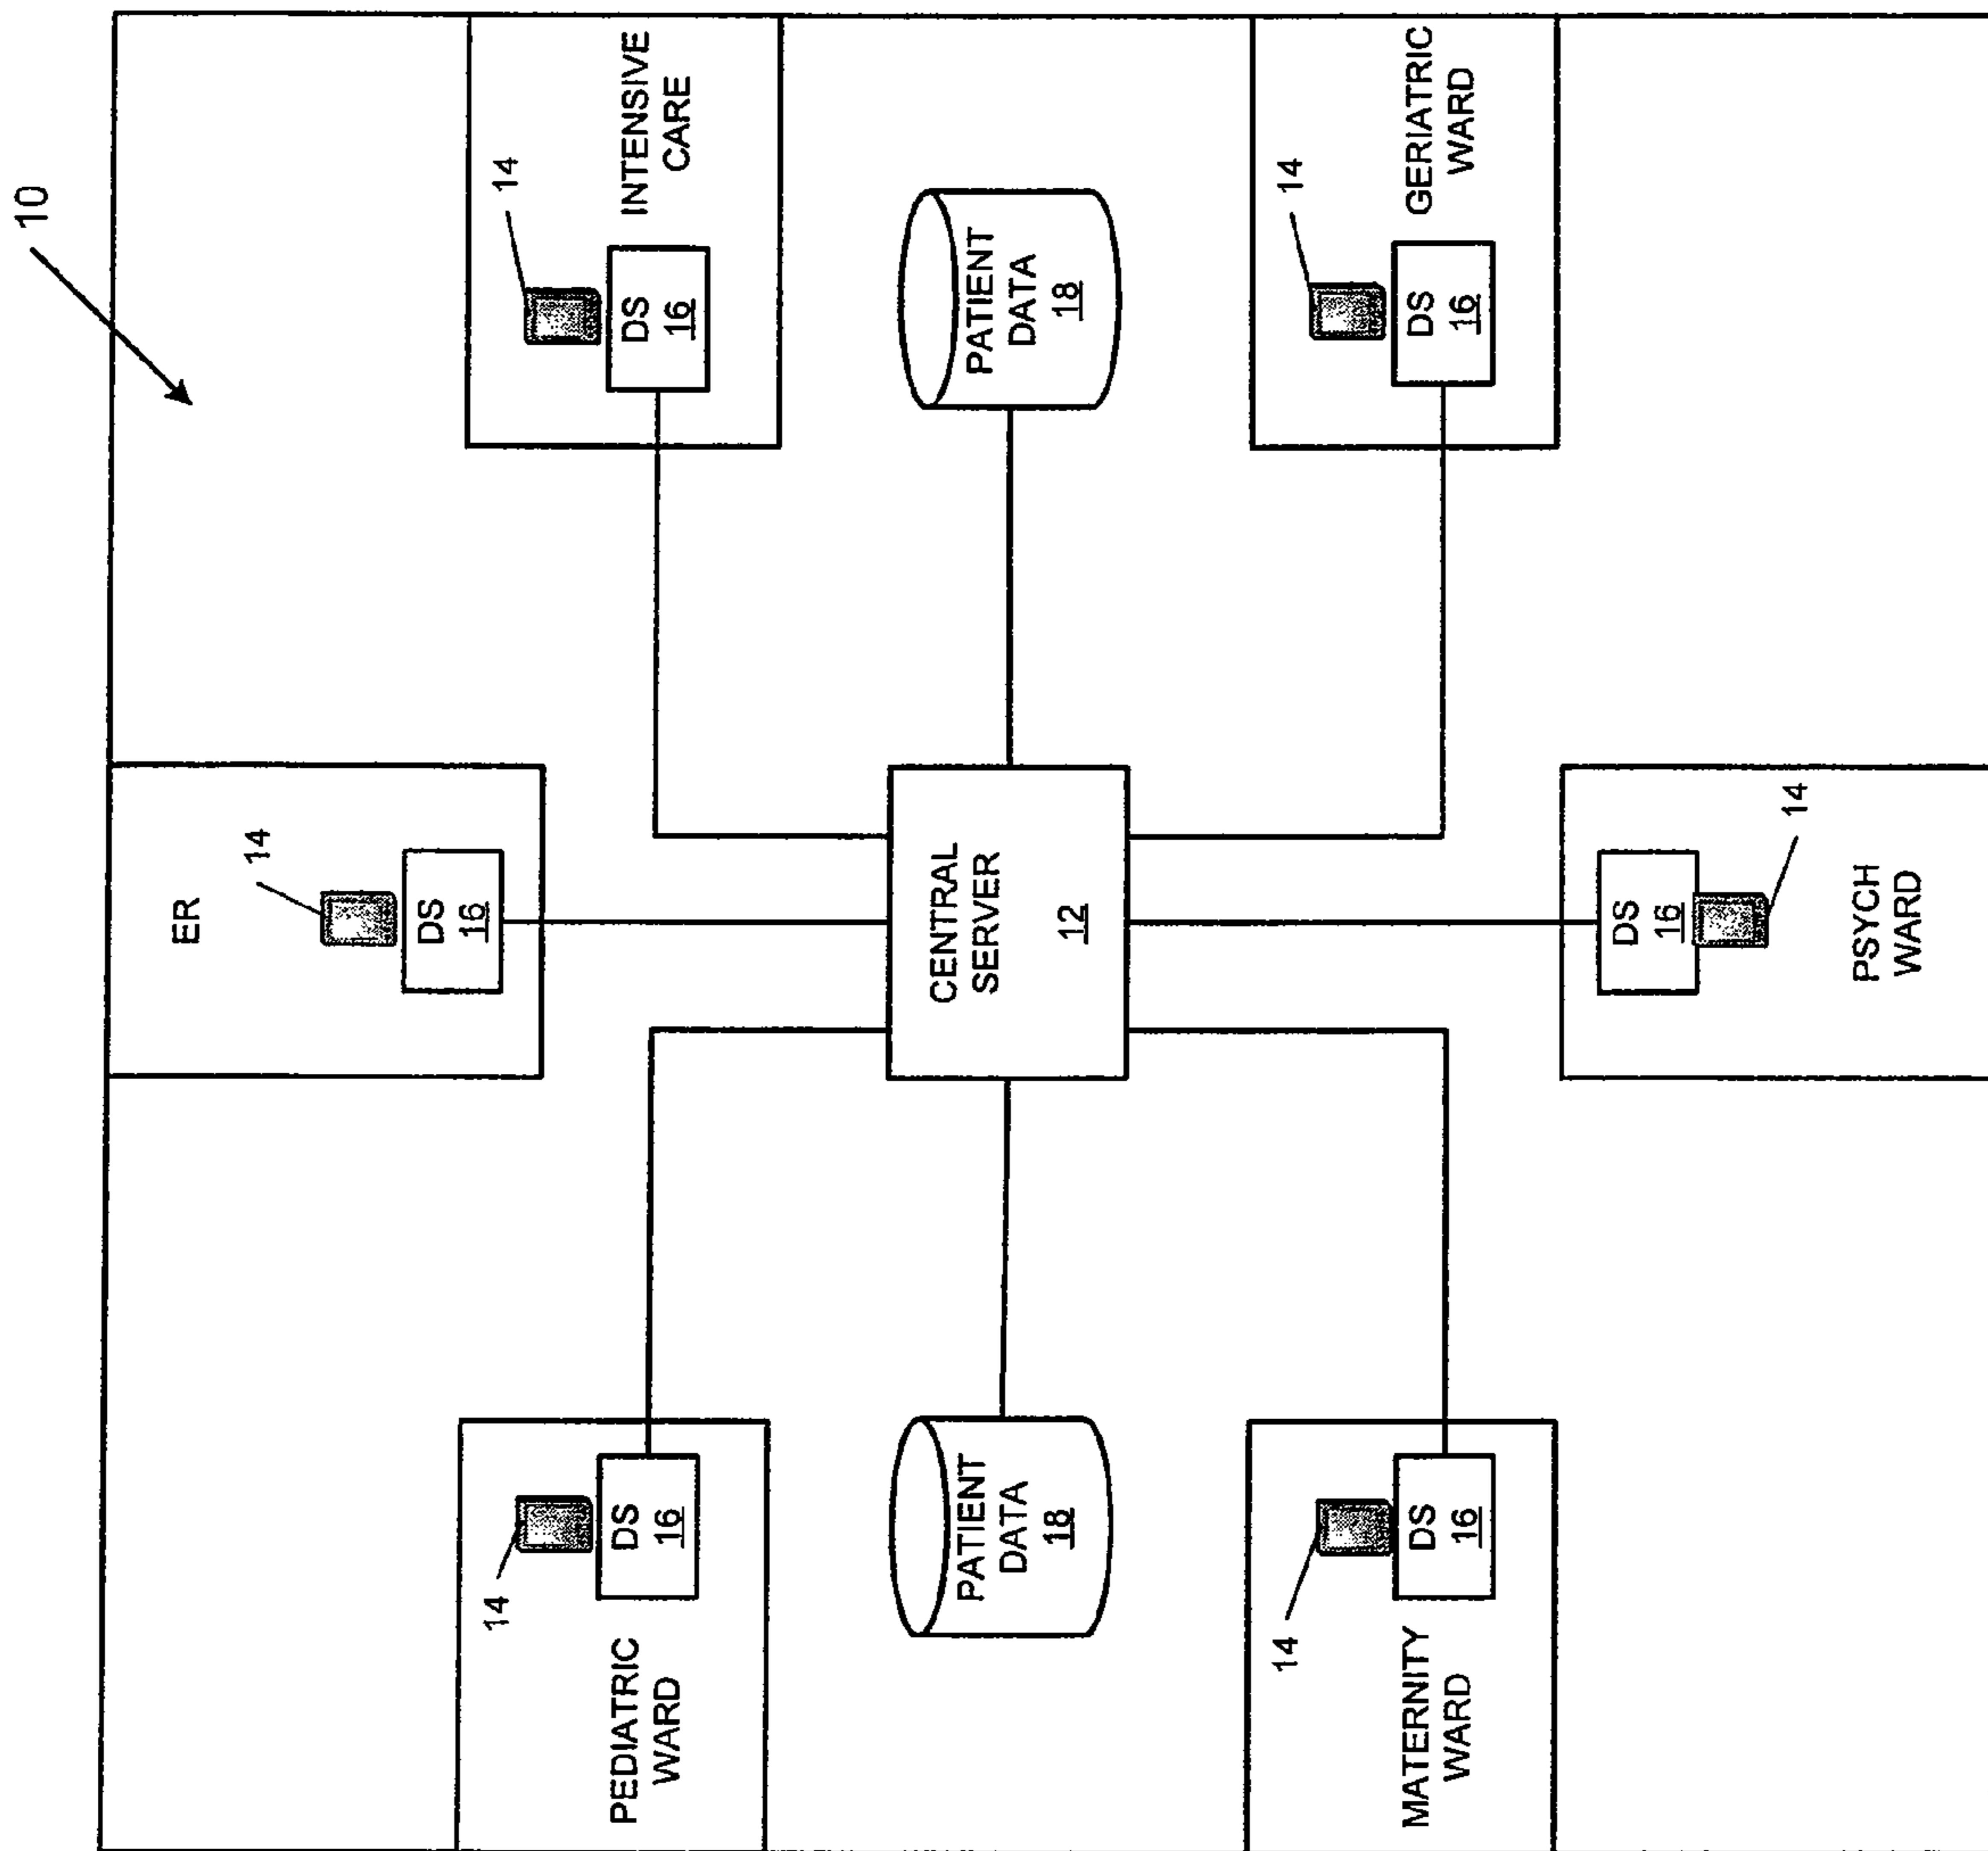 10
ER
14
DS
16
PEDIATRIC
WARD
14
DS
16
INTENSIVE
CARE
14
DS
16
PATIENT
DATA
18
CENTRAL
SERVER
12
PATIENT
DATA
18
MATERNITY
WARD
14
DS
16
GERIATRIC
WARD
14
DS
16
DS
16
14
PSYCH
WARD